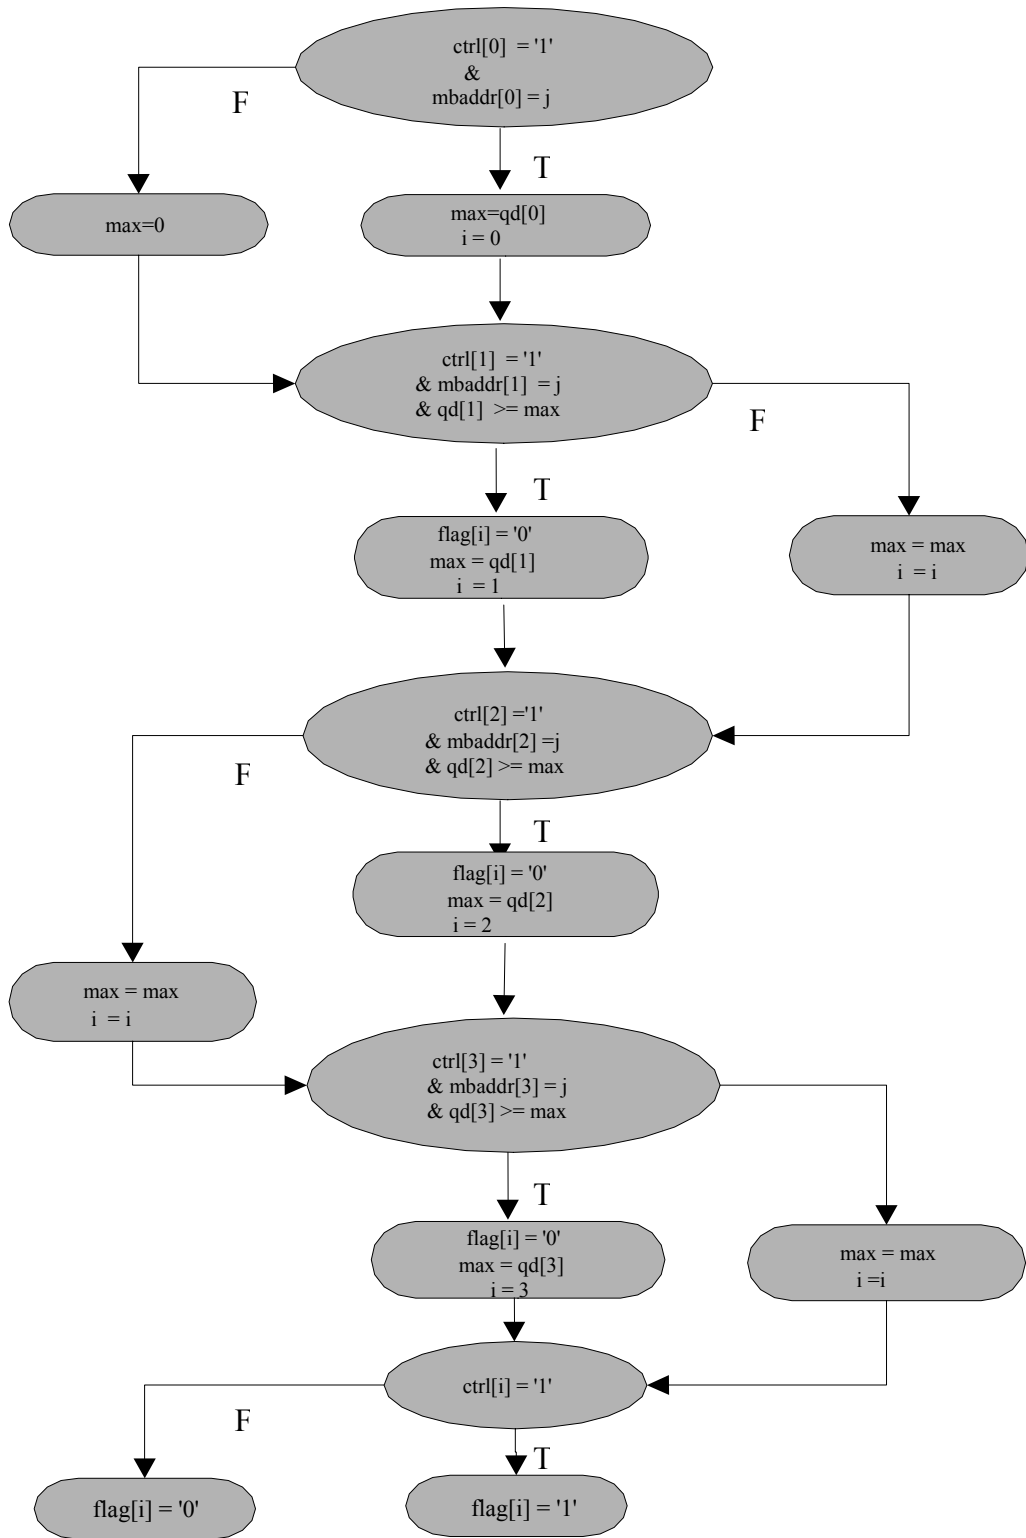 ctrl[0] = '1'
&
mbaddr[0] = j
F
T
max=0
max=qd[0]
i = 0
ctrl[1] = '1'
& mbaddr[1] = j
& qd[1] >= max
F
T
flag[i] = '0'
max = qd[1]
i = 1
max = max
i = i
ctrl[2] ='1'
& mbaddr[2] =j
& qd[2] >= max
F
T
flag[i] = '0'
max = qd[2]
i = 2
max = max
i = i
ctrl[3] = '1'
& mbaddr[3] = j
& qd[3] >= max
T
flag[i] = '0'
max = qd[3]
i = 3
max = max
i =i
ctrl[i] = '1'
F
T
flag[i] = '0'
flag[i] = '1'